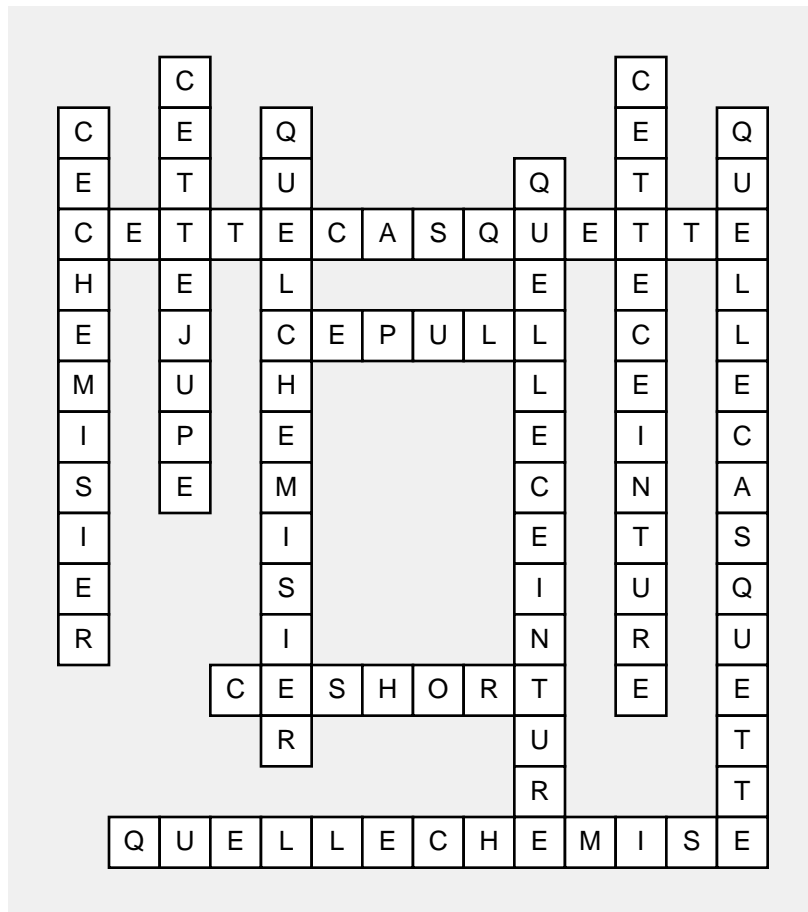 CETTEJUPE
CETTECEINTURE
CECHEMISIER
QUELCHEMISIER
QUELLECASQUETTE
QUELLECEINTURE
CETTECASQUETTE
CEPULL
CESHORT
QUELLECHEMISE